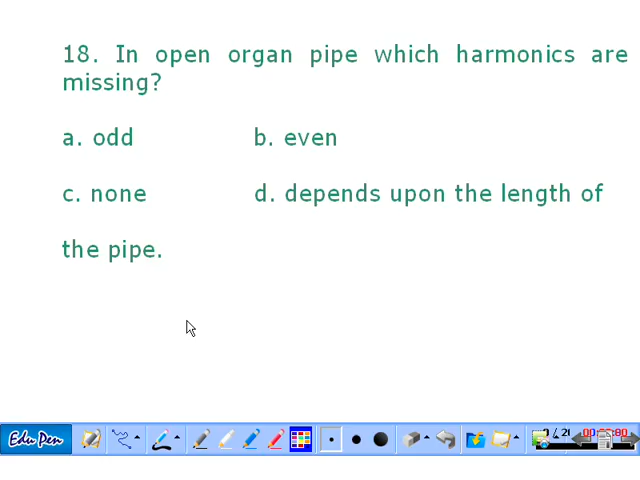 18. In open organ pipe which harmonics are
missing?
a. odd b. even
c. none d. depends upon the length of
the pipe.
Edu Pen